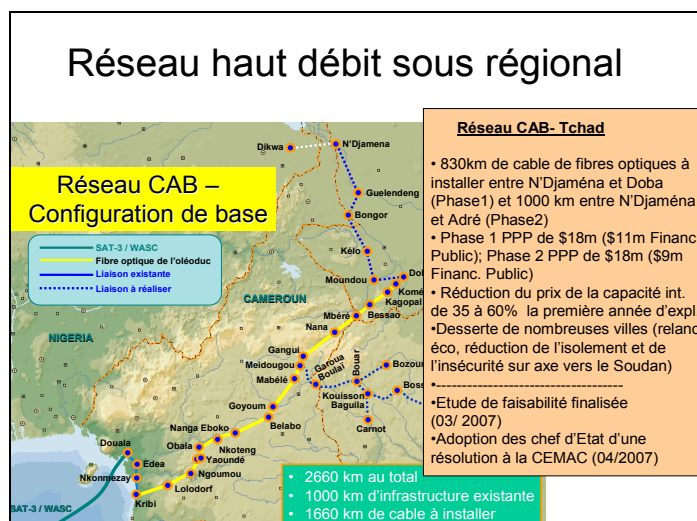 Réseau haut débit sous régional
Réseau CAB –
Configuration de base
SAT-3 / WASC
Fibre optique de l'oléoduc
Liaison existante
Liaison à réaliser
Dikwa
N'Djamena
Guelendeng
Bongor
Kélo
Moundou
Komé
Kagopal
Bessao
Mbéré
Nana
CAMEROUN
NIGERIA
Gangui
Meidougou
Mabélé
Garoua
Boulai
Bouar
Kouisson
Baguila
Carnot
Goyoum
Belabo
Nanga Eboko
Nkoteng
Obala
Yaoundé
Ngoumou
Lolodorf
Douala
Edea
Nkonmezay
Kribi
SAT-3 / WASC
Réseau CAB- Tchad
• 830km de cable de fibres optiques à
installer entre N'Djaména et Doba
(Phase1) et 1000 km entre N'Djaména
et Adré (Phase2)
• Phase 1 PPP de $18m ($11m Financ.
Public); Phase 2 PPP de $18m ($9m
Financ. Public)
• Réduction du prix de la capacité int.
de 35 à 60% la première année d'expl
•Desserte de nombreuses villes (relanc
éco, réduction de l'isolement et de
l'insécurité sur axe vers le Soudan)
•----------------------------
•Etude de faisabilité finalisée
(03/ 2007)
•Adoption des chef d'Etat d'une
résolution à la CEMAC (04/2007)
• 2660 km au total
• 1000 km d'infrastructure existante
• 1660 km de cable à installer